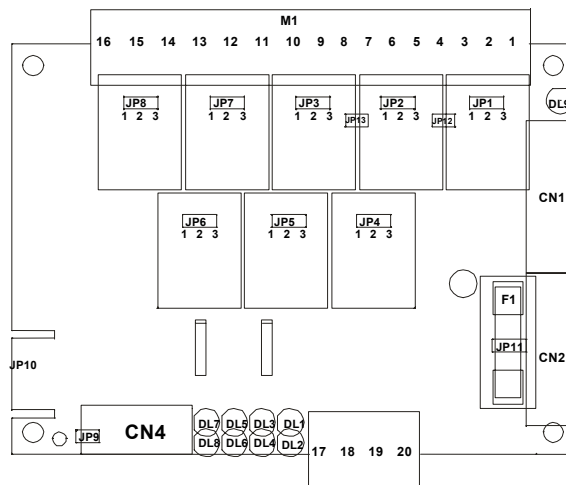 M1
16 15 14 13 12 11 10 9 8 7 6 5 4 3 2 1
JP8 JP7 JP3 JP2 JP1
DL9
1 2 3 1 2 3 1 2 3 JP13 1 2 3 JP12 1 2 3
CN1
JP6 JP5 JP4
1 2 3 1 2 3 1 2 3
F1
JP11
CN2
JP10
DL7 DL5 DL3 DL1
JP9 CN4
DL8 DL6 DL4 DL2
17 18 19 20